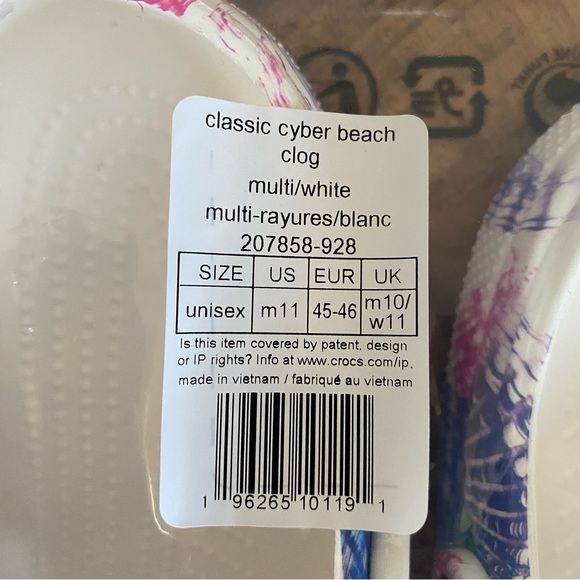 classic cyber beach
clog
multi/white
multi-rayures/blanc
207858-928
SIZE US EUR UK
unisex m11 45-46 m10/
w11
Is this item covered by patent, design
or IP rights? Info at www.crocs.com/ip.
made in vietnam / fabriqué au vietnam
1 96265 10119 1